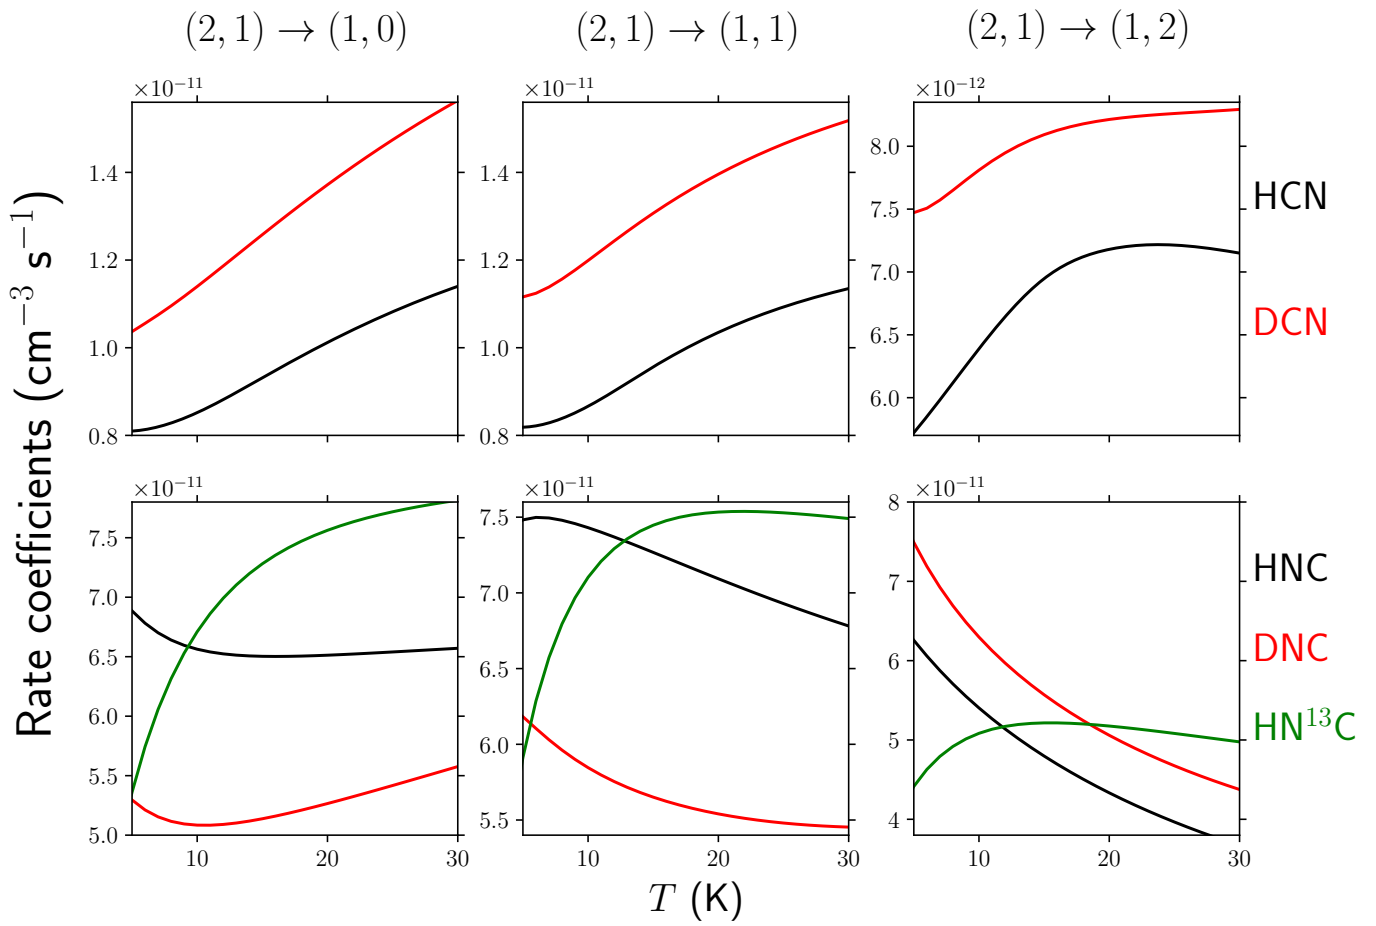 (2, 1) → (1, 0)
(2, 1) → (1, 1)
(2, 1) → (1, 2)
×10⁻¹¹
1.4
1.2
1.0
0.8
×10⁻¹¹
1.4
1.2
1.0
0.8
×10⁻¹²
8.0
7.5
7.0
6.5
6.0
HCN
DCN
Rate coefficients (cm⁻³ s⁻¹)
×10⁻¹¹
7.5
7.0
6.5
6.0
5.5
5.0
10 20 30
×10⁻¹¹
7.5
7.0
6.5
6.0
5.5
10 20 30
×10⁻¹¹
8
7
6
5
4
10 20 30
HNC
DNC
HN¹³C
T (K)